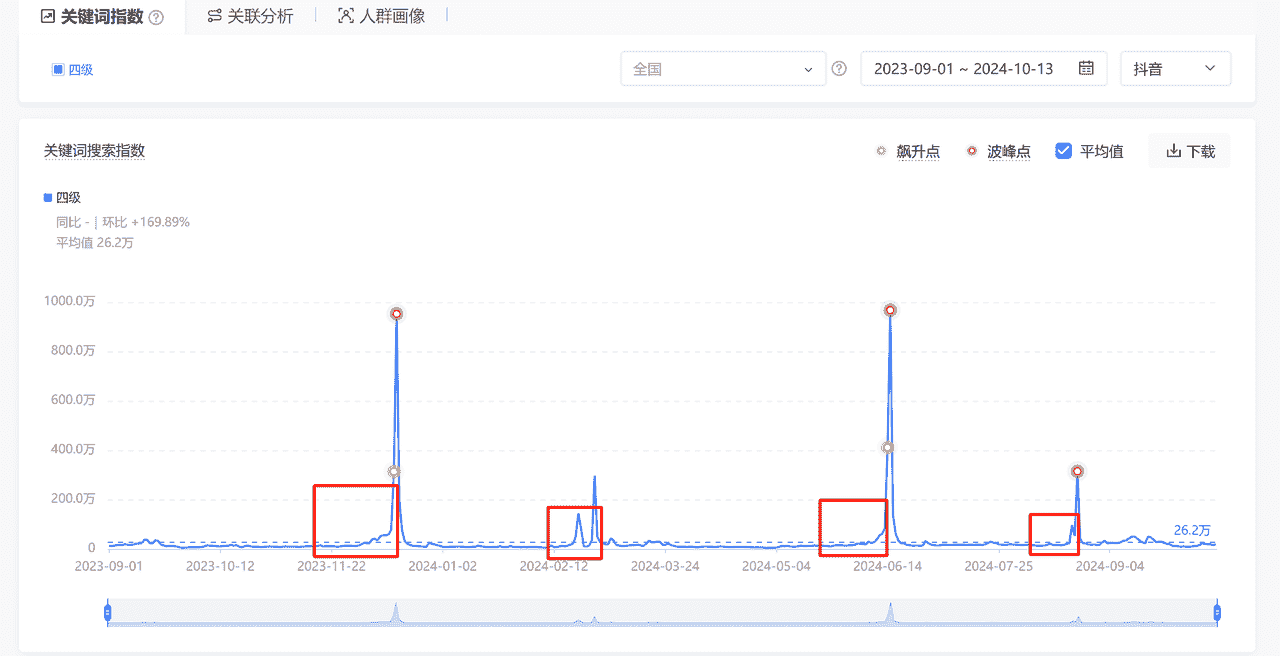 关键词指数 关联分析 人群画像
四级 全国 2023-09-01 ~ 2024-10-13 抖音
关键词搜索指数 飙升点 波峰点 平均值 下载
四级
同比 - | 环比 +169.89%
平均值 26.2万
1000.0万
800.0万
600.0万
400.0万
200.0万
26.2万
0
2023-09-01 2023-10-12 2023-11-22 2024-01-02 2024-02-12 2024-03-24 2024-05-04 2024-06-14 2024-07-25 2024-09-04